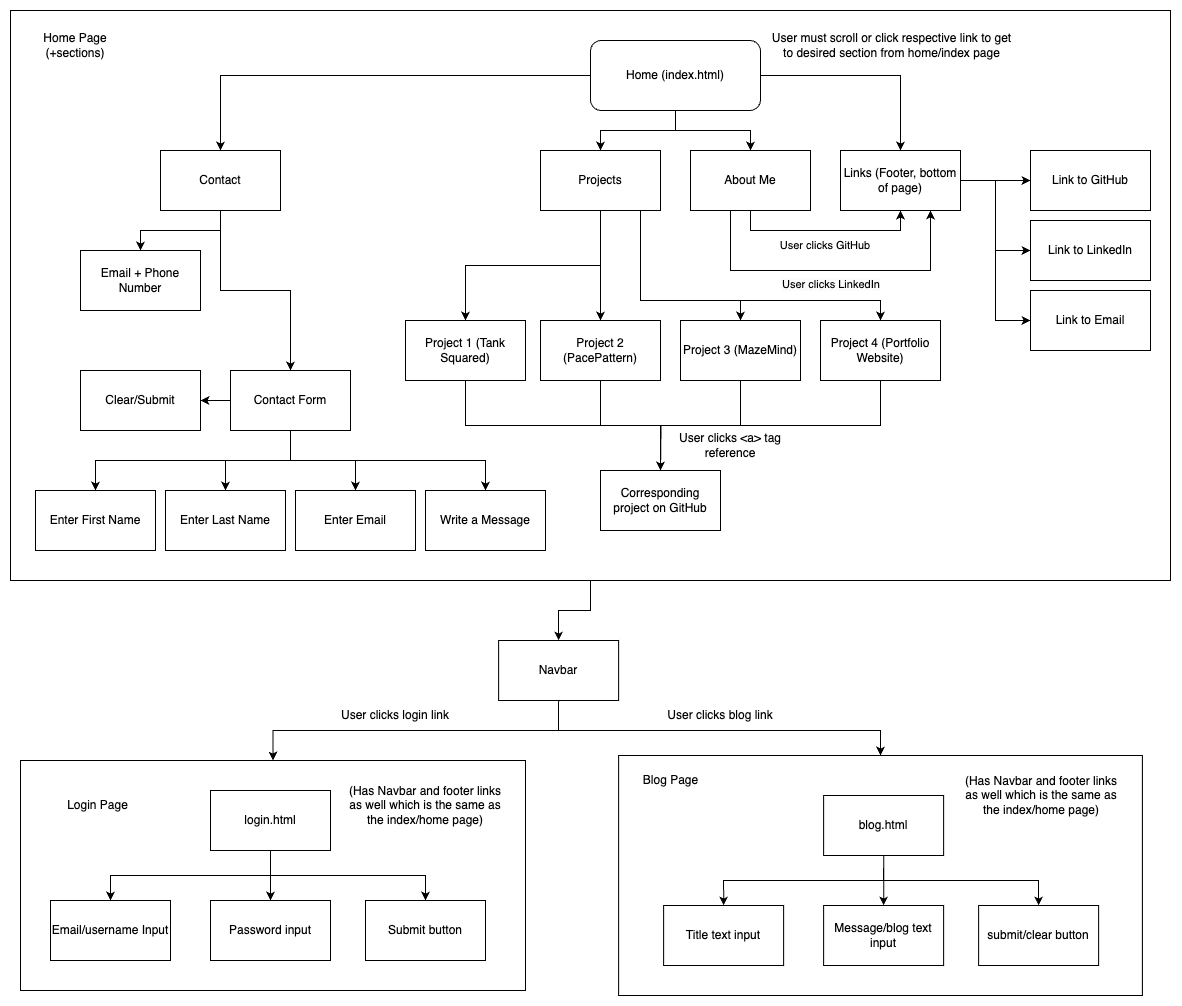 Home Page
(+sections)
User must scroll or click respective link to get
to desired section from home/index page
Home (index.html)
Contact
Projects
About Me
Links (Footer, bottom
of page)
Link to GitHub
User clicks GitHub
Link to LinkedIn
Email + Phone
Number
User clicks LinkedIn
Link to Email
Project 1 (Tank
Squared)
Project 2
(PacePattern)
Project 3 (MazeMind)
Project 4 (Portfolio
Website)
Clear/Submit
Contact Form
User clicks <a> tag
reference
Corresponding
project on GitHub
Enter First Name
Enter Last Name
Enter Email
Write a Message
Navbar
User clicks login link
User clicks blog link
Login Page
login.html
(Has Navbar and footer links
as well which is the same as
the index/home page)
Email/username Input
Password input
Submit button
Blog Page
blog.html
(Has Navbar and footer links
as well which is the same as
the index/home page)
Title text input
Message/blog text
input
submit/clear button